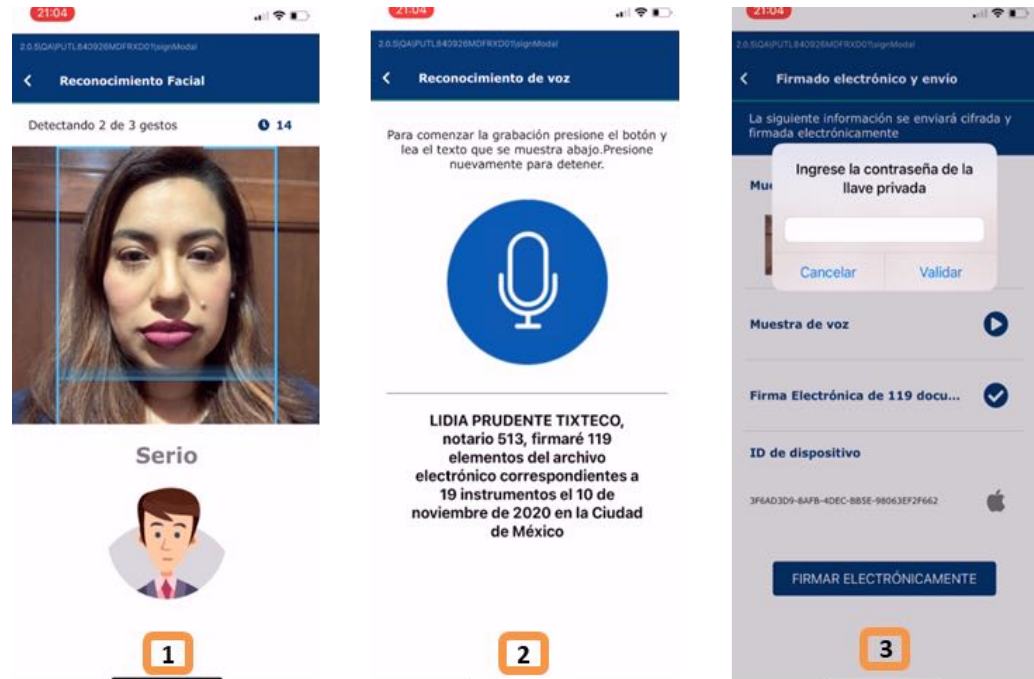 21:04
2.0.5\QA\PUTL840926MDFRXD01\signModal
Reconocimiento Facial
Detectando 2 de 3 gestos
14
Serio
1
21:04
2.0.5\QA\PUTL840926MDFRXD01\signModal
Reconocimiento de voz
Para comenzar la grabación presione el botón y
lea el texto que se muestra abajo.Presione
nuevamente para detener.
LIDIA PRUDENTE TIXTECO,
notario 513, firmaré 119
elementos del archivo
electrónico correspondientes a
19 instrumentos el 10 de
noviembre de 2020 en la Ciudad
de México
2
21:04
2.0.5\QA\PUTL840926MDFRXD01\signModal
Firmado electrónico y envío
La siguiente información se enviará cifrada y
firmada electrónicamente
Mue
Ingrese la contraseña de la
llave privada
Cancelar
Validar
Muestra de voz
Firma Electrónica de 119 docu...
ID de dispositivo
3F6AD3D9-8AFB-4DEC-BB5E-98063EF2F662
FIRMAR ELECTRÓNICAMENTE
3